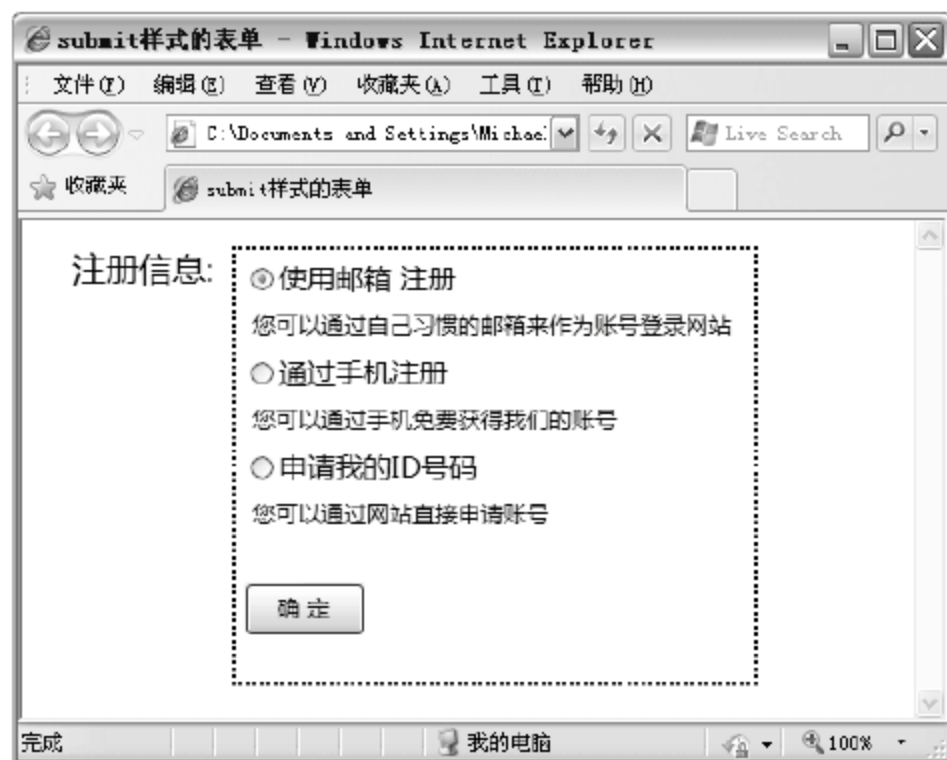 submit样式的表单 - Windows Internet Explorer
文件(F) 编辑(E) 查看(V) 收藏夹(A) 工具(T) 帮助(H)
C:\Documents and Settings\Michael Live Search
收藏夹 submit样式的表单
注册信息: 使用邮箱 注册
您可以通过自己习惯的邮箱来作为账号登录网站
通过手机注册
您可以通过手机免费获得我们的账号
申请我的ID号码
您可以通过网站直接申请账号
确 定
完成 我的电脑 100%